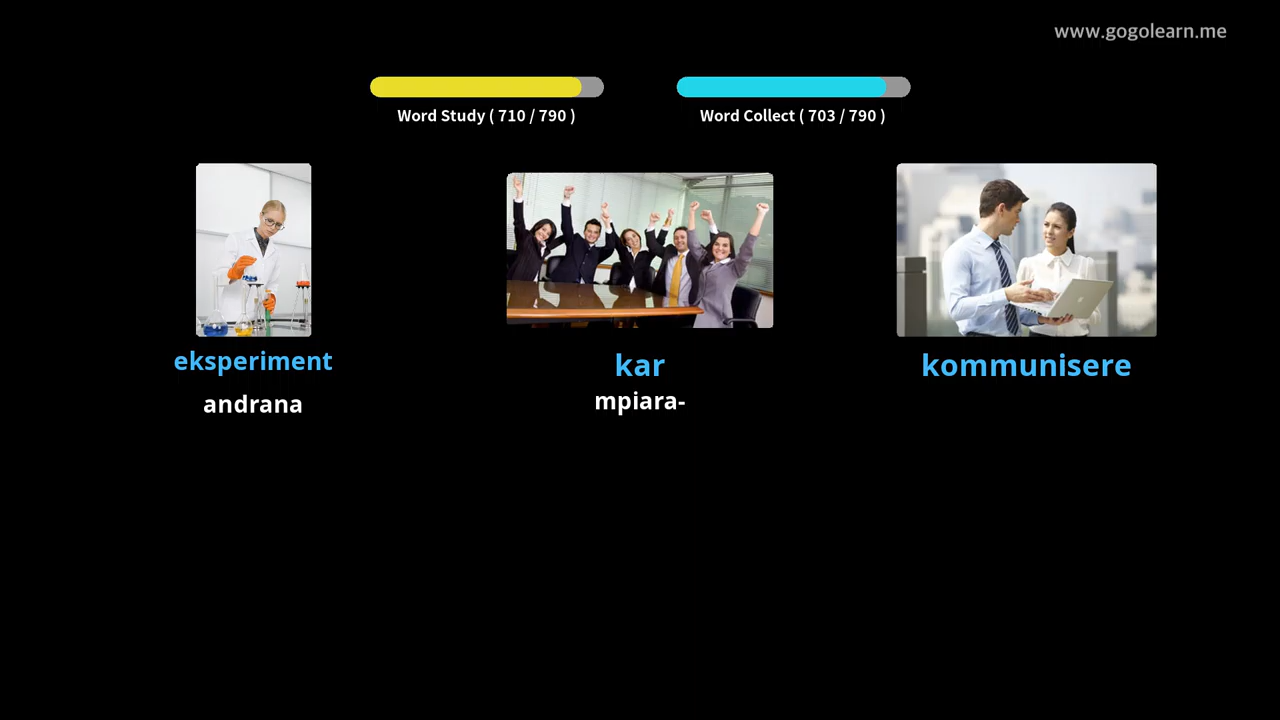 www.gogolearn.me
Word Study ( 710 / 790 )
Word Collect ( 703 / 790 )
eksperiment
andrana
kar
mpiara-
kommunisere